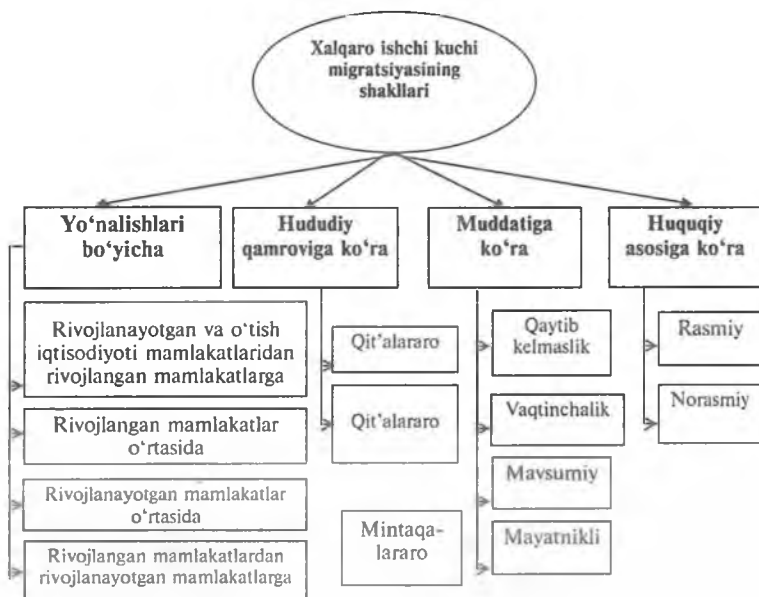 Xalqaro ishchi kuchi
migratsiyasining
shakllari
Yo‘nalishlari
bo‘yicha
Hududiy
qamroviga ko‘ra
Muddatiga
ko‘ra
Huquqiy
asosiga ko‘ra
Rivojlanayotgan va o‘tish
iqtisodiyoti mamlakatlaridan
rivojlangan mamlakatlarga
Rivojlangan mamlakatlar
o‘rtasida
Rivojlanayotgan mamlakatlar
o‘rtasida
Rivojlangan mamlakatlardan
rivojlanayotgan mamlakatlarga
Qit’alararo
Qit’alararo
Mintaqa-
lararo
Qaytib
kelmaslik
Vaqtinchalik
Mavsumiy
Mayatnikli
Rasmiy
Norasmiy